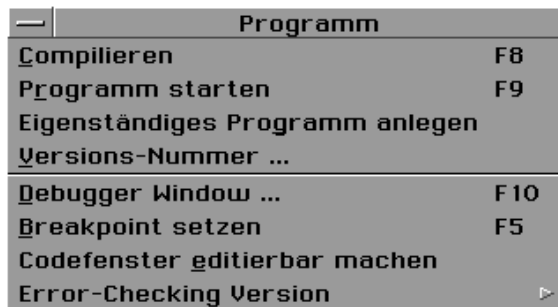 Programm
Compilieren F8
Programm starten F9
Eigenständiges Programm anlegen
Versions-Nummer ...
Debugger Window ... F10
Breakpoint setzen F5
Codefenster editierbar machen
Error-Checking Version